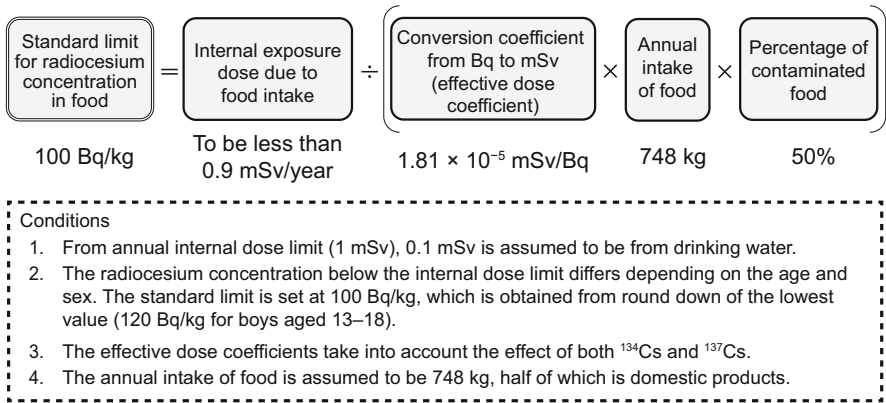 Standard limit
for radiocesium
concentration
in food
=
Internal exposure
dose due to
food intake
÷
Conversion coefficient
from Bq to mSv
(effective dose
coefficient)
×
Annual
intake
of food
×
Percentage of
contaminated
food
100 Bq/kg
To be less than
0.9 mSv/year
1.81 × 10⁻⁵ mSv/Bq
748 kg
50%
Conditions
1. From annual internal dose limit (1 mSv), 0.1 mSv is assumed to be from drinking water.
2. The radiocesium concentration below the internal dose limit differs depending on the age and
sex. The standard limit is set at 100 Bq/kg, which is obtained from round down of the lowest
value (120 Bq/kg for boys aged 13–18).
3. The effective dose coefficients take into account the effect of both ¹³⁴Cs and ¹³⁷Cs.
4. The annual intake of food is assumed to be 748 kg, half of which is domestic products.